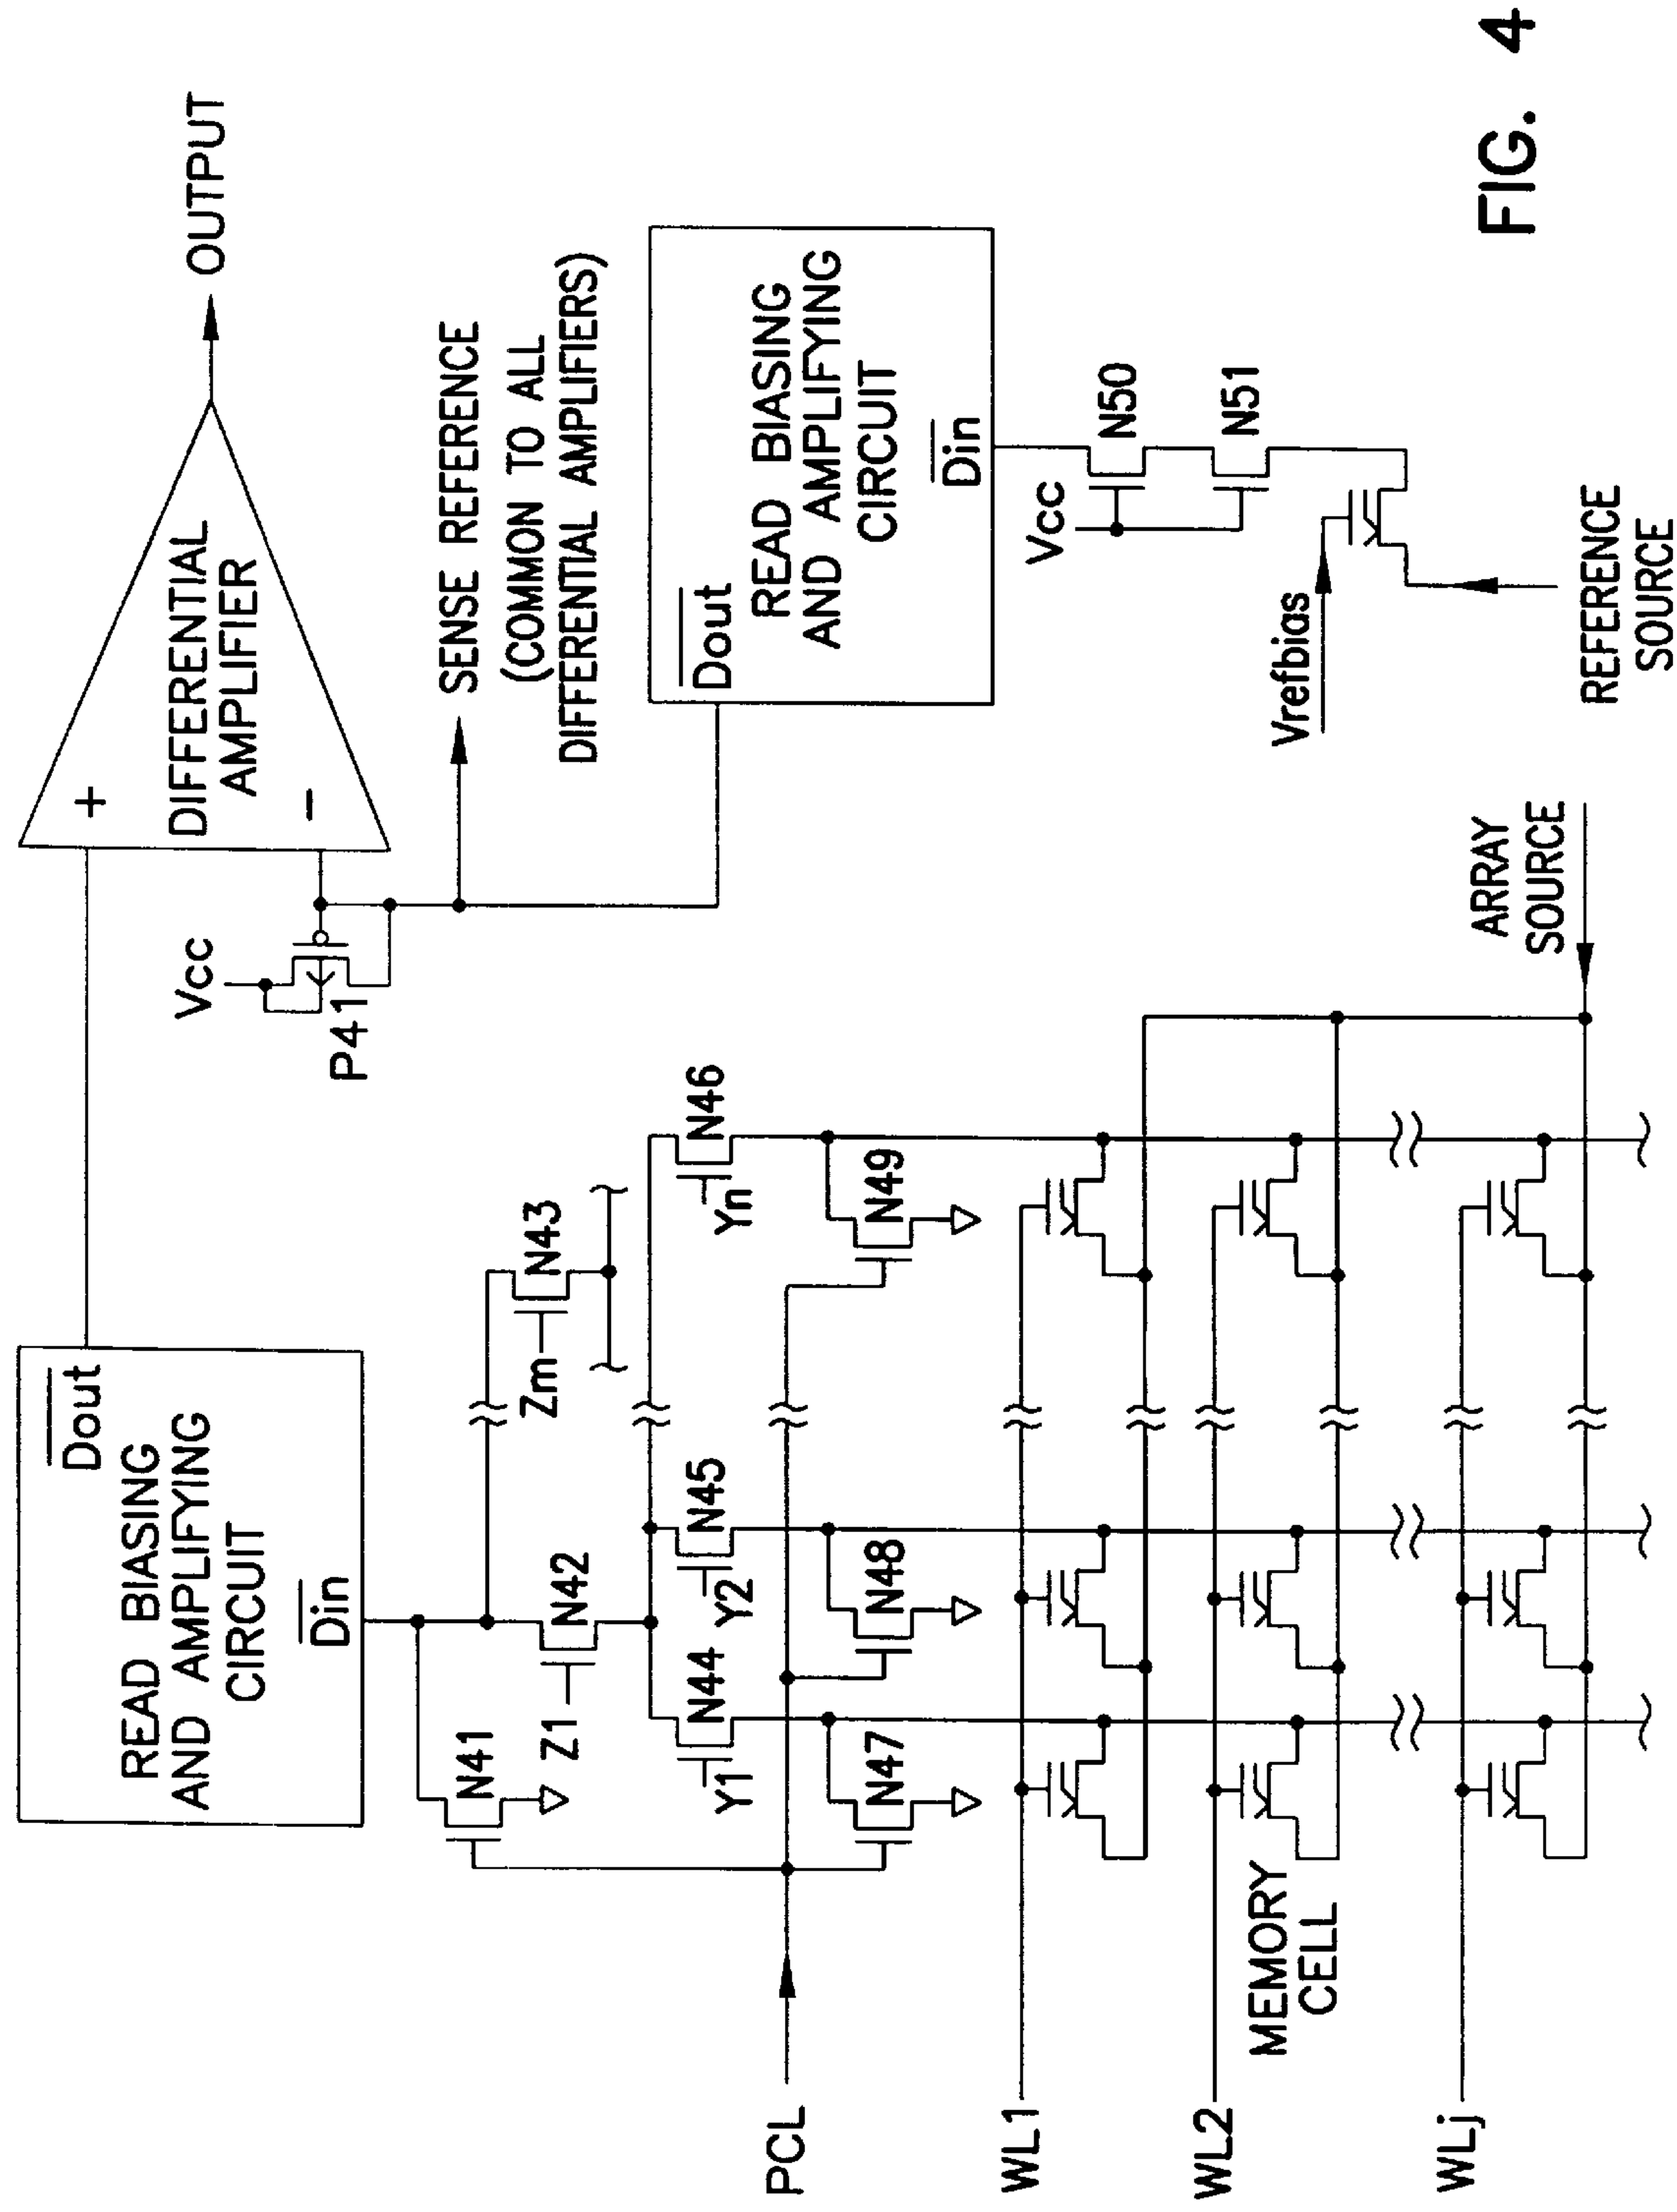 READ BIASING
AND AMPLIFYING
CIRCUIT
Dout
Din
DIFFERENTIAL
AMPLIFIER
+
−
OUTPUT
Vcc
P41
SENSE REFERENCE
(COMMON TO ALL
DIFFERENTIAL AMPLIFIERS)
N41
Z1
N42
Zm
N43
Y1
N44
Y2
N45
Yn
N46
Dout
READ BIASING
AND AMPLIFYING
CIRCUIT
Din
PCL
N47
N48
N49
Vcc
N50
N51
WL1
WL2
MEMORY
CELL
WLj
Vrefbias
ARRAY
SOURCE
REFERENCE
SOURCE
FIG. 4